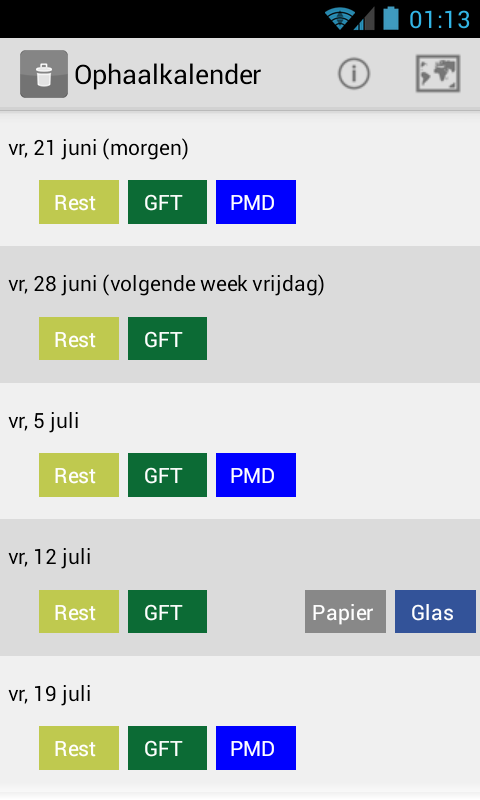 01:13
Ophaalkalender
vr, 21 juni (morgen)
Rest GFT PMD
vr, 28 juni (volgende week vrijdag)
Rest GFT
vr, 5 juli
Rest GFT PMD
vr, 12 juli
Rest GFT Papier Glas
vr, 19 juli
Rest GFT PMD